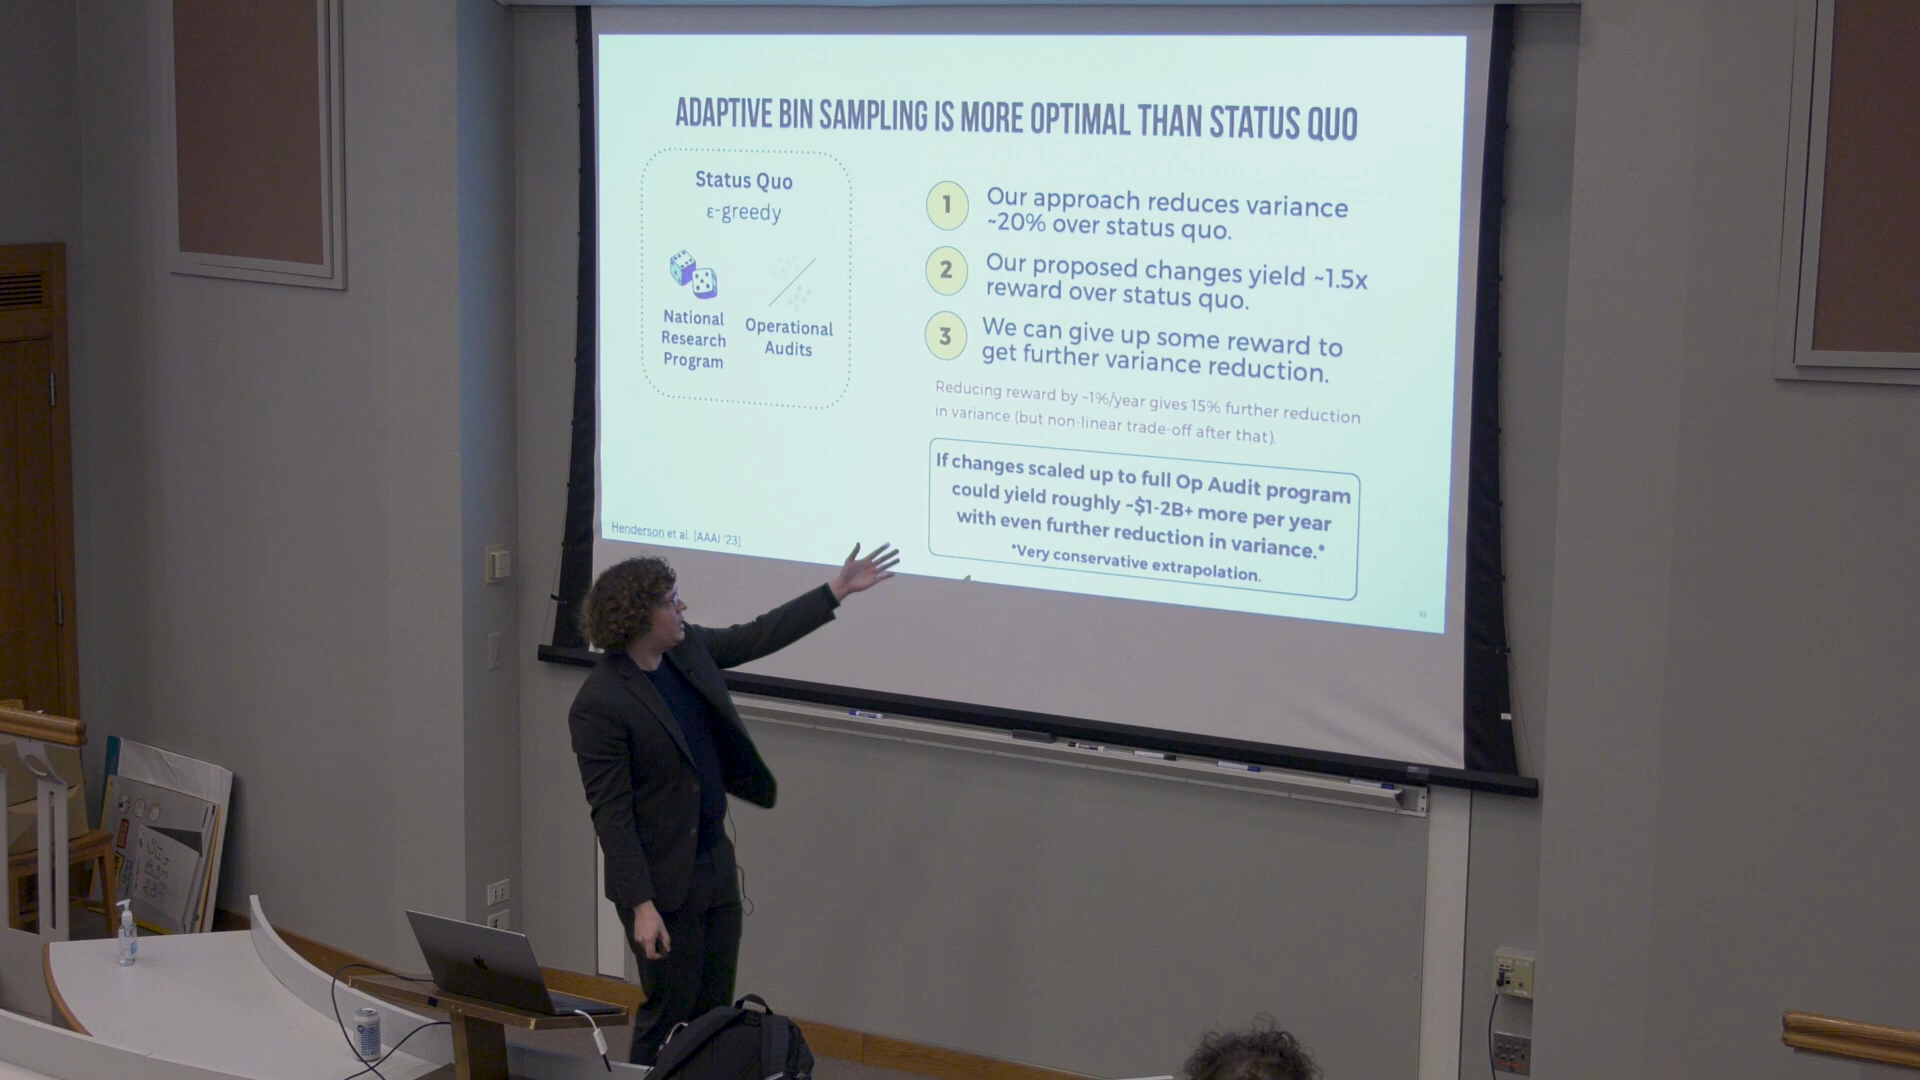 ADAPTIVE BIN SAMPLING IS MORE OPTIMAL THAN STATUS QUO
Status Quo
ε-greedy
National
Research
Program
Operational
Audits
1
Our approach reduces variance
~20% over status quo.
2
Our proposed changes yield ~1.5x
reward over status quo.
3
We can give up some reward to
get further variance reduction.
Reducing reward by ~1%/year gives 15% further reduction
in variance (but non-linear trade-off after that).
If changes scaled up to full Op Audit program
could yield roughly ~$1-2B+ more per year
with even further reduction in variance.*
*Very conservative extrapolation.
Henderson et al. [AAAI '23]